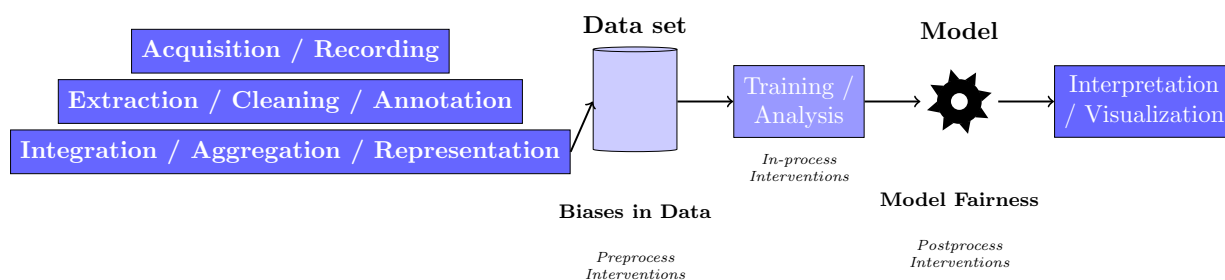 Acquisition / Recording
Extraction / Cleaning / Annotation
Integration / Aggregation / Representation
Data set
Biases in Data
Preprocess
Interventions
Training /
Analysis
In-process
Interventions
Model
Model Fairness
Postprocess
Interventions
Interpretation
/ Visualization